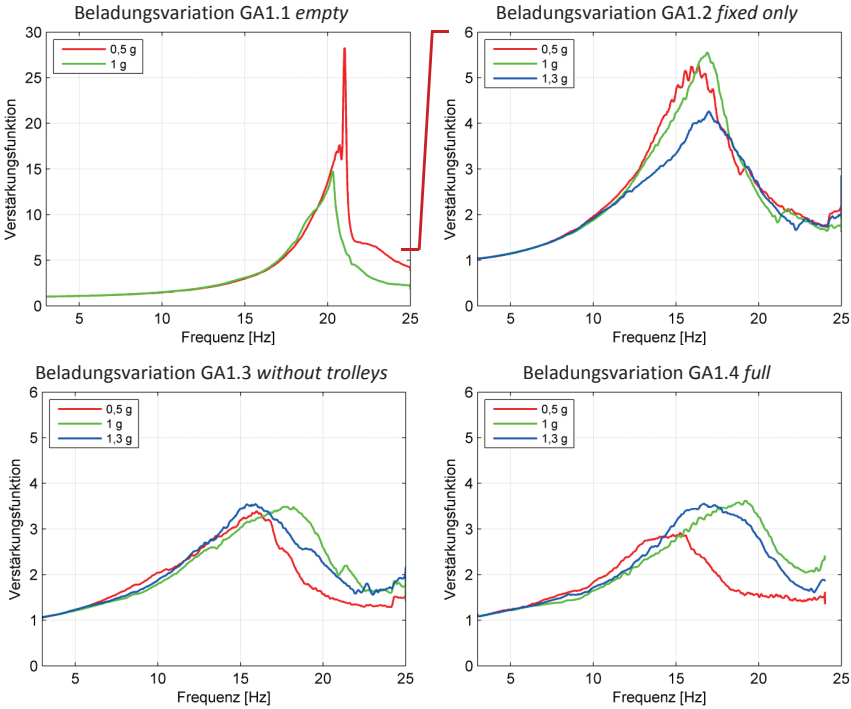 Beladungsvariation GA1.1 empty
30
25
20
15
10
5
0
5
10
15
20
25
Verstärkungsfunktion
Frequenz [Hz]
0,5 g
1 g
Beladungsvariation GA1.2 fixed only
6
5
4
3
2
1
0
5
10
15
20
25
Verstärkungsfunktion
Frequenz [Hz]
0,5 g
1 g
1,3 g
Beladungsvariation GA1.3 without trolleys
6
5
4
3
2
1
0
5
10
15
20
25
Verstärkungsfunktion
Frequenz [Hz]
0,5 g
1 g
1,3 g
Beladungsvariation GA1.4 full
6
5
4
3
2
1
0
5
10
15
20
25
Verstärkungsfunktion
Frequenz [Hz]
0,5 g
1 g
1,3 g